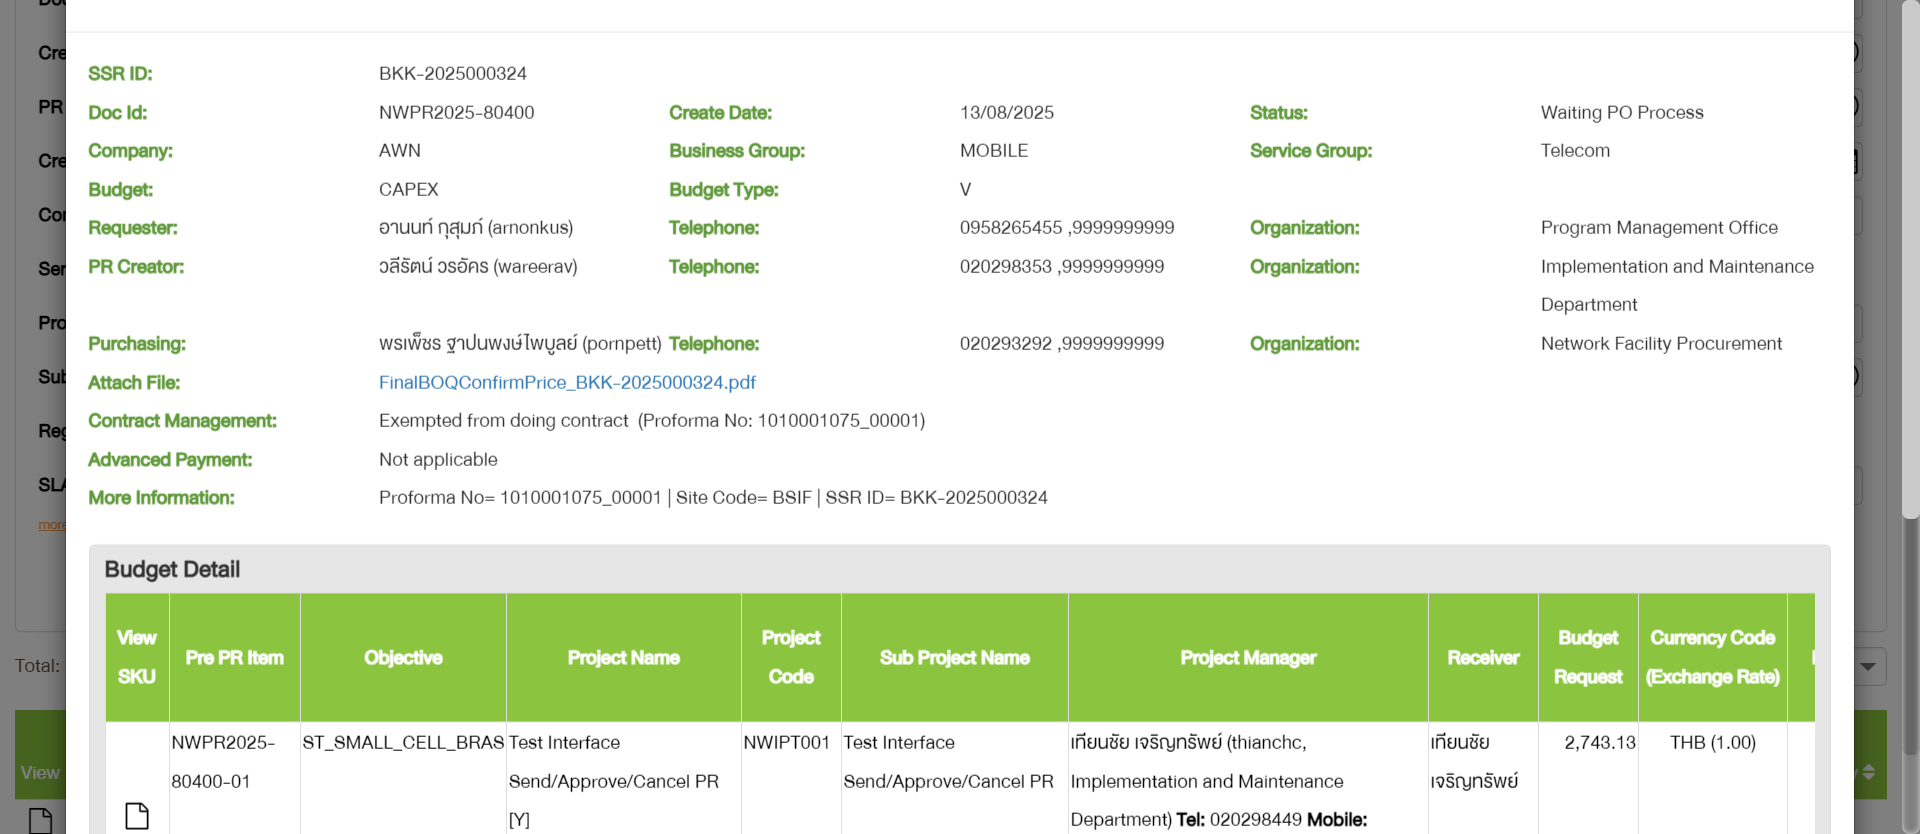 SSR ID: BKK-2025000324
Doc Id: NWPR2025-80400 Create Date: 13/08/2025 Status: Waiting PO Process
Company: AWN Business Group: MOBILE Service Group: Telecom
Budget: CAPEX Budget Type: V
Requester: อานนท์ กุสุมภ์ (arnonkus) Telephone: 0958265455 ,9999999999 Organization: Program Management Office
PR Creator: วลีรัตน์ วรอัคร (wareerav) Telephone: 020298353 ,9999999999 Organization: Implementation and Maintenance
Department
Purchasing: พรเพ็ชร ฐาปนพงษ์ไพบูลย์ (pornpett) Telephone: 020293292 ,9999999999 Organization: Network Facility Procurement
Attach File: FinalBOQConfirmPrice_BKK-2025000324.pdf
Contract Management: Exempted from doing contract (Proforma No: 1010001075_00001)
Advanced Payment: Not applicable
More Information: Proforma No= 1010001075_00001 | Site Code= BSIF | SSR ID= BKK-2025000324
Budget Detail
View Project Budget Currency Code
Pre PR Item Objective Project Name Sub Project Name Project Manager Receiver
SKU Code Request (Exchange Rate)
NWPR2025- ST_SMALL_CELL_BRAS Test Interface NWIPT001 Test Interface เทียนชัย เจริญทรัพย์ (thianchc, เทียนชัย 2,743.13 THB (1.00)
80400-01 Send/Approve/Cancel PR Send/Approve/Cancel PR Implementation and Maintenance เจริญทรัพย์
[Y] Department) Tel: 020298449 Mobile:
Cre
PR
Cre
Cor
Ser
Pro
Sub
Reg
SLA
more
Total:
View